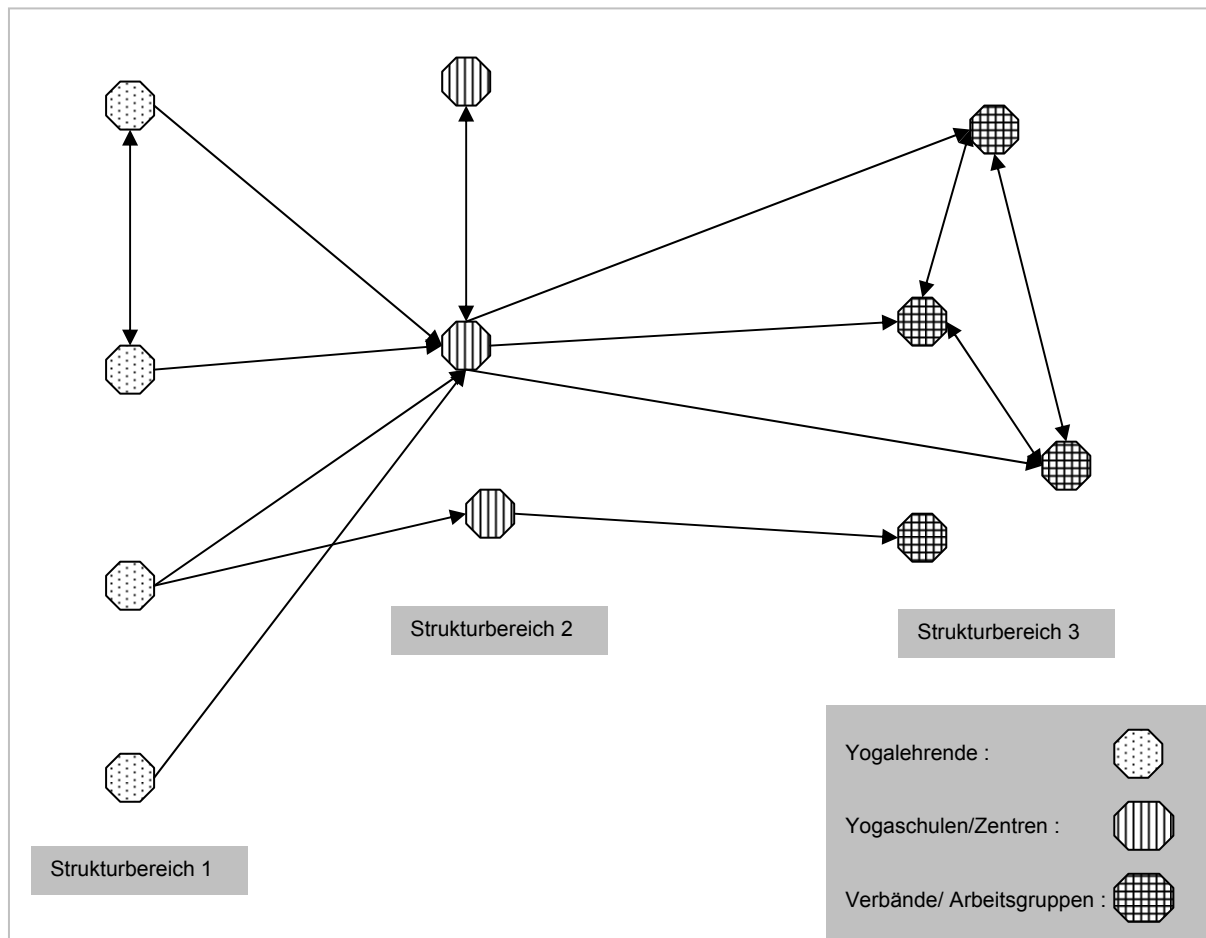 Strukturbereich 2
Strukturbereich 3
Strukturbereich 1
Yogalehrende :
Yogaschulen/Zentren :
Verbände/ Arbeitsgruppen :